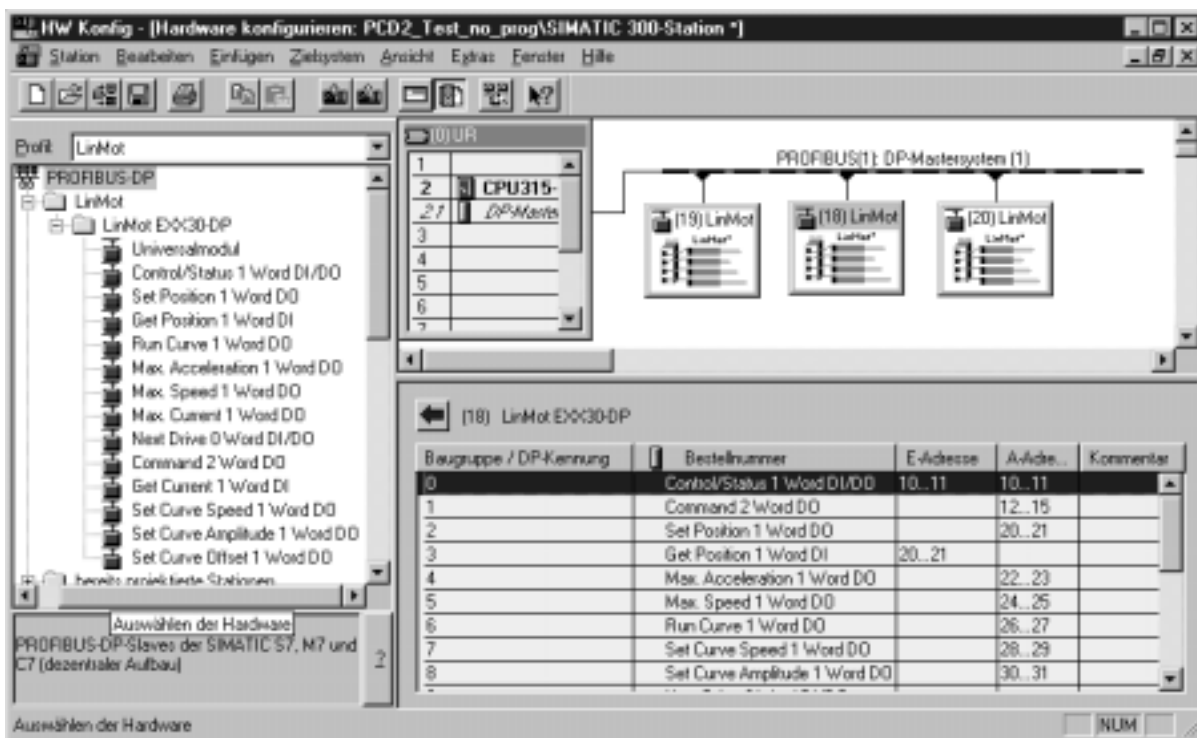 HW Konfig - [Hardware konfigurieren: PCD2_Test_no_prog\SIMATIC 300-Station *]
Station Bearbeiten Einfügen Zielsystem Ansicht Extras Fenster Hilfe
Profil: LinMot
PROFIBUS-DP
LinMot
LinMot EXX30-DP
Universalmodul
Control/Status 1 Word DI/DO
Set Position 1 Word DO
Get Position 1 Word DI
Run Curve 1 Word DO
Max. Acceleration 1 Word DO
Max. Speed 1 Word DO
Max. Current 1 Word DO
Next Drive 0 Word DI/DO
Command 2 Word DO
Get Current 1 Word DI
Set Curve Speed 1 Word DO
Set Curve Amplitude 1 Word DO
Set Curve Offset 1 Word DO
bereits projektierte Stationen
Auswählen der Hardware
PROFIBUS-DP-Slaves der SIMATIC S7, M7 und
C7 (dezentraler Aufbau)
(0) UR
1
2 CPU315-
21 DP-Master
3
4
5
6
7
PROFIBUS(1): DP-Mastersystem (1)
(19) LinMot (18) LinMot (20) LinMot
LinMot® LinMot® LinMot®
(18) LinMot EXX30-DP
Baugruppe / DP-Kennung Bestellnummer E-Adresse A-Adre... Kommentar
0 Control/Status 1 Word DI/DO 10...11 10...11
1 Command 2 Word DO 12...15
2 Set Position 1 Word DO 20...21
3 Get Position 1 Word DI 20...21
4 Max. Acceleration 1 Word DO 22...23
5 Max. Speed 1 Word DO 24...25
6 Run Curve 1 Word DO 26...27
7 Set Curve Speed 1 Word DO 28...29
8 Set Curve Amplitude 1 Word DO 30...31
Auswählen der Hardware NUM